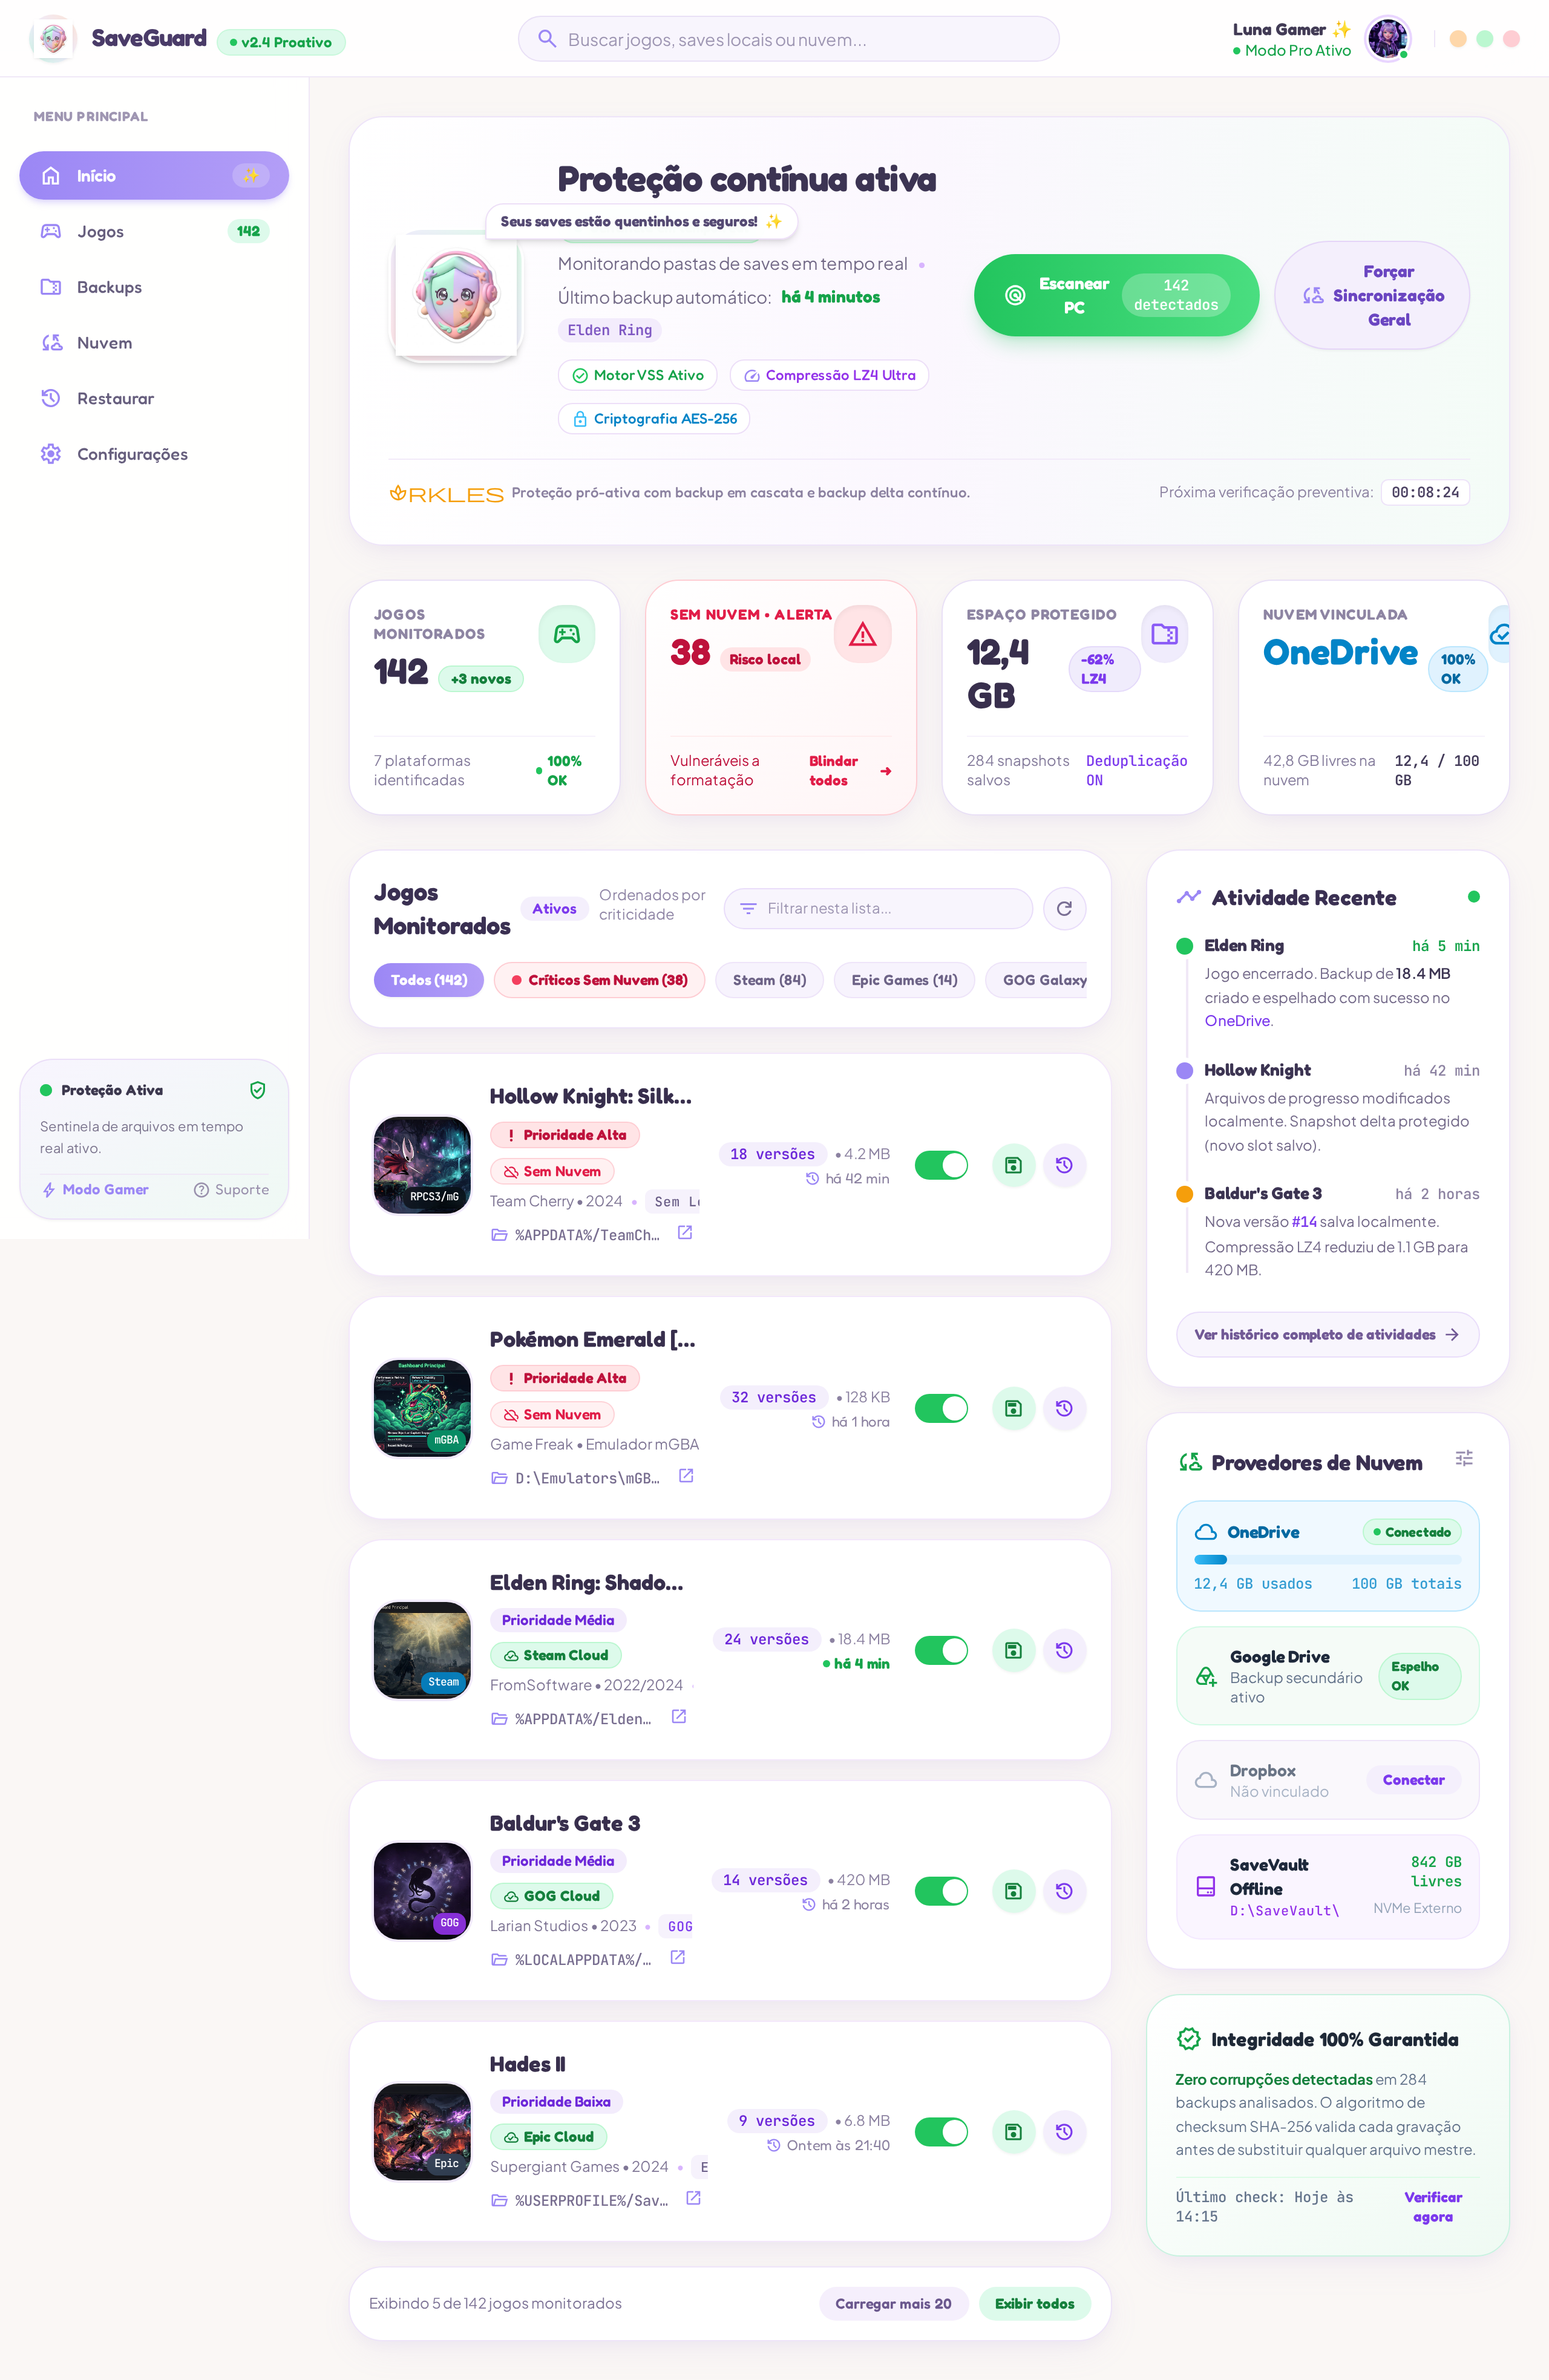 SaveGuard
v2.4 Proativo
Buscar jogos, saves locais ou nuvem...
Luna Gamer ✨
Modo Pro Ativo
MENU PRINCIPAL
Início ✨
Jogos 142
Backups
Nuvem
Restaurar
Configurações
Proteção Ativa
Sentinela de arquivos em tempo
real ativo.
Modo Gamer
Suporte
Proteção contínua ativa
Seus saves estão quentinhos e seguros! ✨
Monitorando pastas de saves em tempo real •
Último backup automático: há 4 minutos
Elden Ring
Motor VSS Ativo
Compressão LZ4 Ultra
Criptografia AES-256
Escanear
PC
142
detectados
Forçar
Sincronização
Geral
RKLES
Proteção pró-ativa com backup em cascata e backup delta contínuo.
Próxima verificação preventiva: 00:08:24
JOGOS
MONITORADOS
142 +3 novos
7 plataformas
identificadas
100%
OK
SEM NUVEM • ALERTA
38 Risco local
Vulneráveis a
formatação
Blindar
todos →
ESPAÇO PROTEGIDO
12,4
GB
-62%
LZ4
284 snapshots
salvos
Deduplicação
ON
NUVEM VINCULADA
OneDrive
100%
OK
42,8 GB livres na
nuvem
12,4 / 100
GB
Jogos
Monitorados
Ativos
Ordenados por
criticidade
Filtrar nesta lista...
Todos (142)
Críticos Sem Nuvem (38)
Steam (84)
Epic Games (14)
GOG Galaxy
RPCS3/mG
Hollow Knight: Silk...
Prioridade Alta
Sem Nuvem
Team Cherry • 2024 • Sem L
%APPDATA%/TeamCh…
18 versões • 4.2 MB
há 42 min
Dashboard Principal
mGBA
Pokémon Emerald [...
Prioridade Alta
Sem Nuvem
Game Freak • Emulador mGBA
D:\Emulators\mGB…
32 versões • 128 KB
há 1 hora
Steam
Elden Ring: Shado...
Prioridade Média
Steam Cloud
FromSoftware • 2022/2024
%APPDATA%/Elden…
24 versões • 18.4 MB
há 4 min
GOG
Baldur's Gate 3
Prioridade Média
GOG Cloud
Larian Studios • 2023 • GOG
%LOCALAPPDATA%/…
14 versões • 420 MB
há 2 horas
Epic
Hades II
Prioridade Baixa
Epic Cloud
Supergiant Games • 2024 • E
%USERPROFILE%/Sav…
9 versões • 6.8 MB
Ontem às 21:40
Exibindo 5 de 142 jogos monitorados
Carregar mais 20
Exibir todos
Atividade Recente
Elden Ring há 5 min
Jogo encerrado. Backup de 18.4 MB
criado e espelhado com sucesso no
OneDrive.
Hollow Knight há 42 min
Arquivos de progresso modificados
localmente. Snapshot delta protegido
(novo slot salvo).
Baldur's Gate 3 há 2 horas
Nova versão #14 salva localmente.
Compressão LZ4 reduziu de 1.1 GB para
420 MB.
Ver histórico completo de atividades →
Provedores de Nuvem
OneDrive
Conectado
12,4 GB usados
100 GB totais
Google Drive
Backup secundário
ativo
Espelho
OK
Dropbox
Não vinculado
Conectar
SaveVault
Offline
D:\SaveVault\
842 GB
livres
NVMe Externo
Integridade 100% Garantida
Zero corrupções detectadas em 284
backups analisados. O algoritmo de
checksum SHA-256 valida cada gravação
antes de substituir qualquer arquivo mestre.
Último check: Hoje às
14:15
Verificar
agora